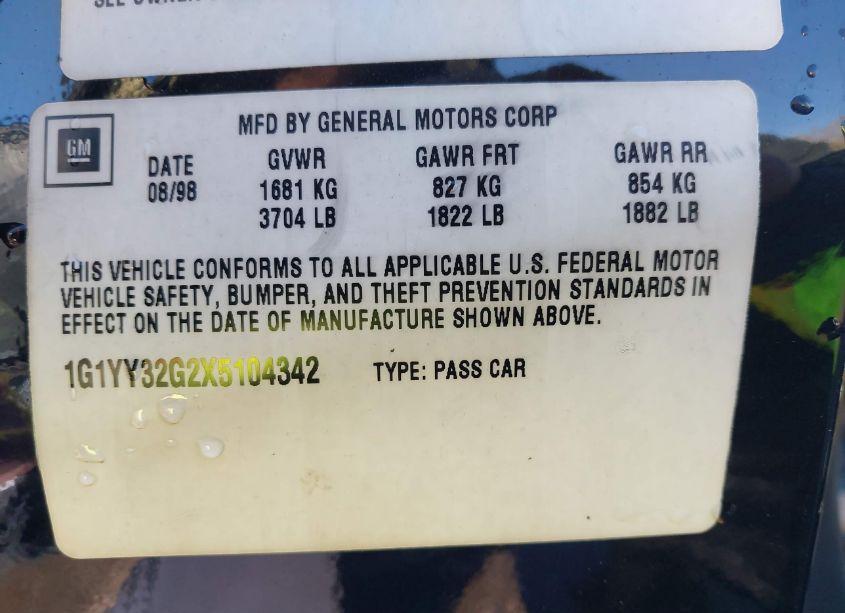 MFD BY GENERAL MOTORS CORP
GM
DATE GVWR GAWR FRT GAWR RR
08/98 1681 KG 827 KG 854 KG
3704 LB 1822 LB 1882 LB
THIS VEHICLE CONFORMS TO ALL APPLICABLE U.S. FEDERAL MOTOR
VEHICLE SAFETY, BUMPER, AND THEFT PREVENTION STANDARDS IN
EFFECT ON THE DATE OF MANUFACTURE SHOWN ABOVE.
1G1YY32G2X5104342 TYPE: PASS CAR